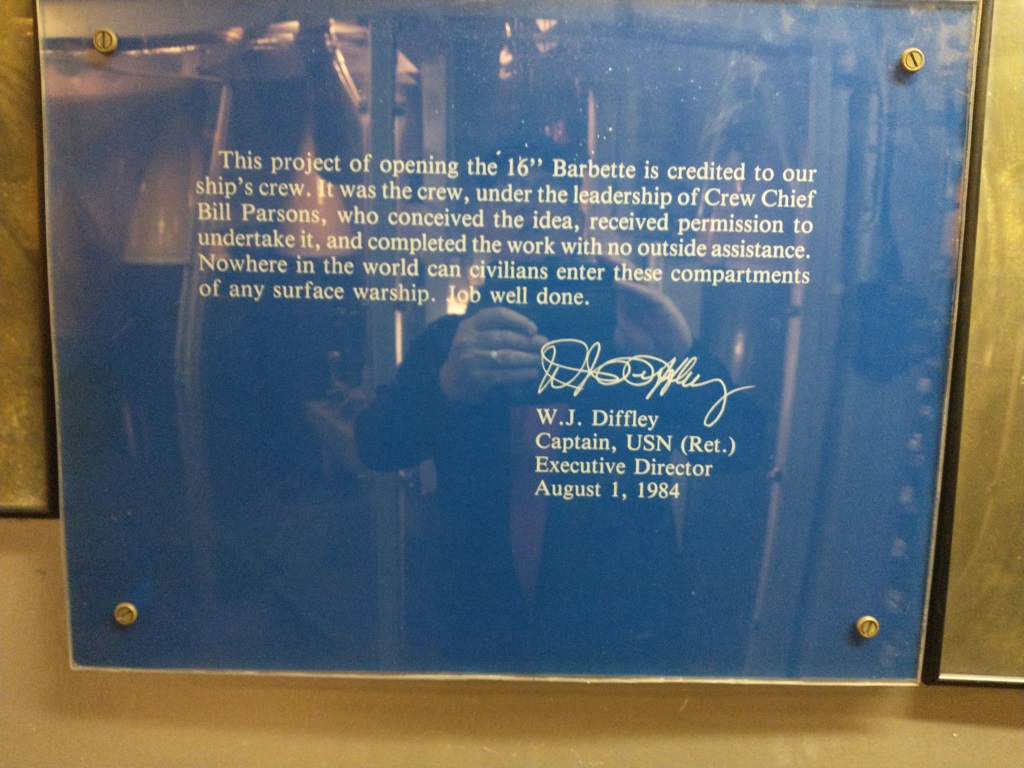 This project of opening the 16” Barbette is credited to our
ship's crew. It was the crew, under the leadership of Crew Chief
Bill Parsons, who conceived the idea, received permission to
undertake it, and completed the work with no outside assistance.
Nowhere in the world can civilians enter these compartments
of any surface warship. Job well done.
W.J. Diffley
W.J. Diffley
Captain, USN (Ret.)
Executive Director
August 1, 1984